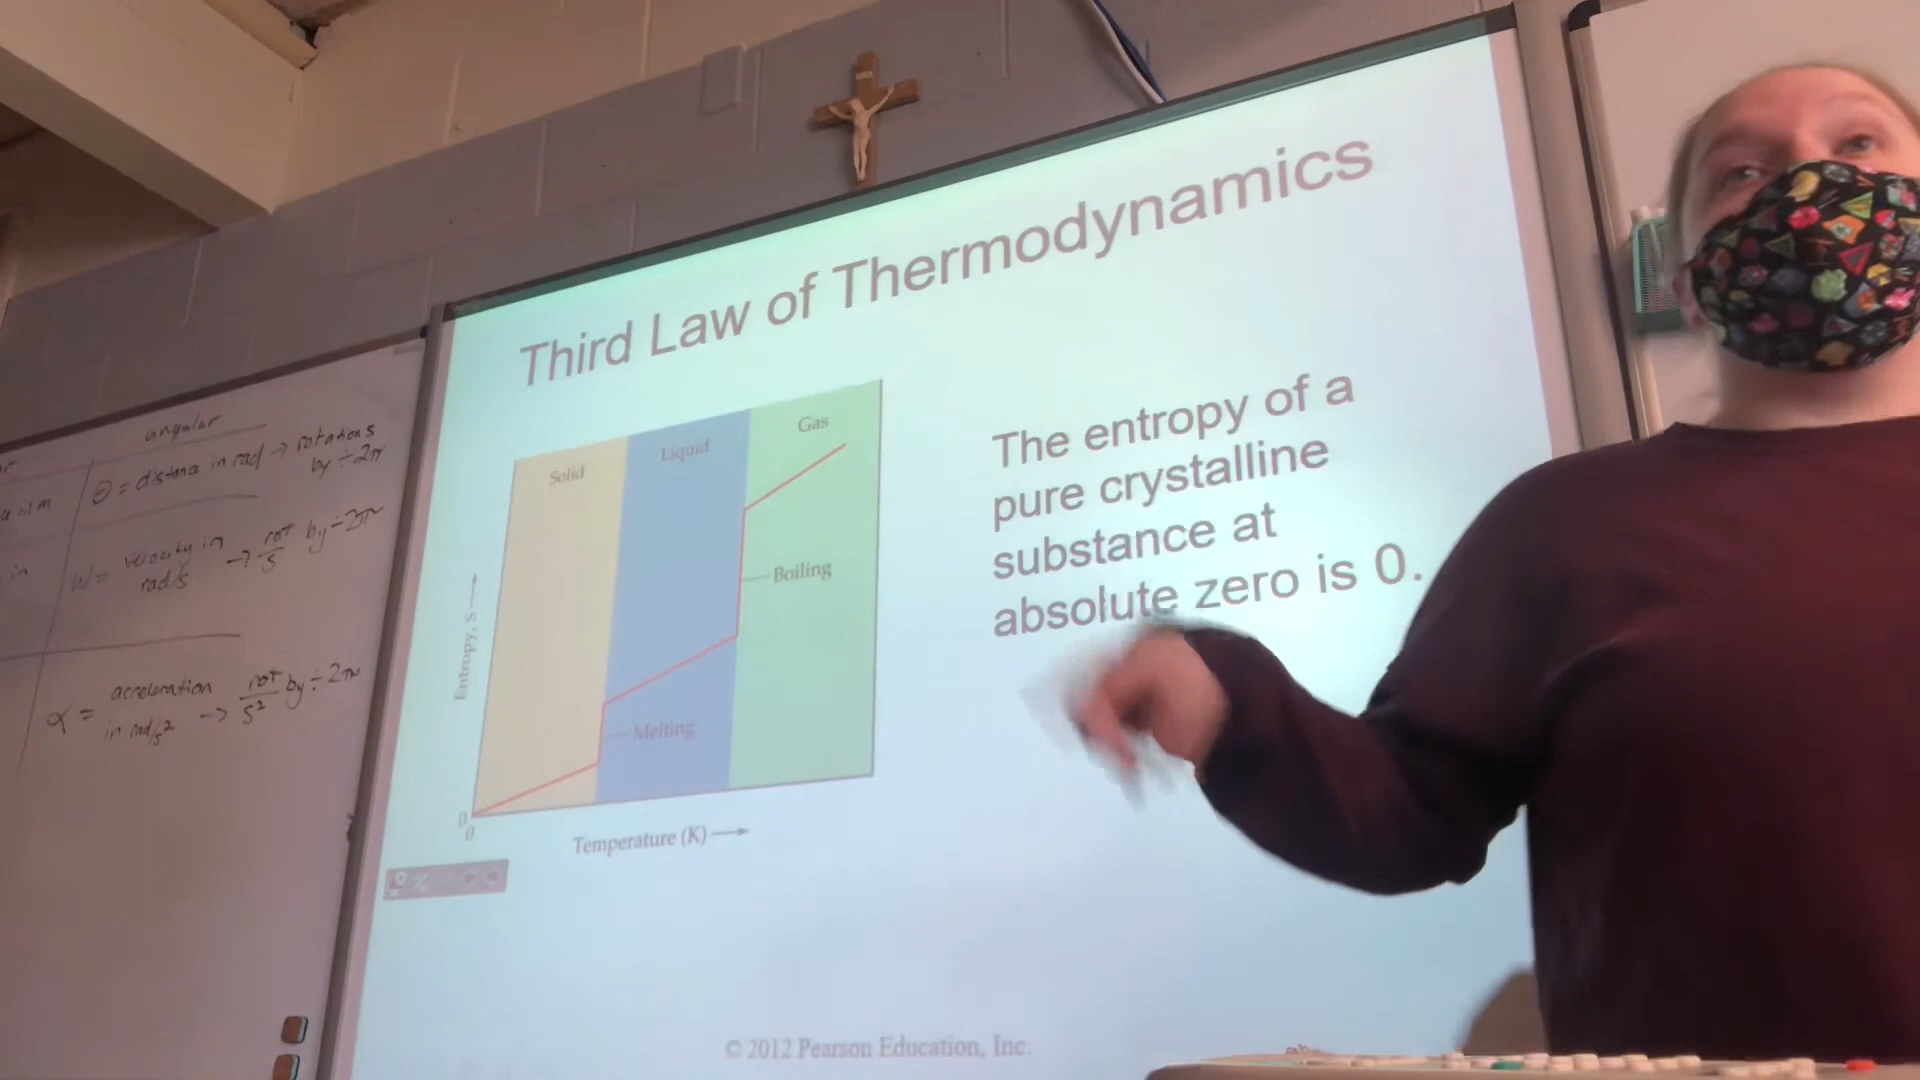 Third Law of Thermodynamics
Solid
Liquid
Gas
Boiling
Melting
Entropy, S
0
0
Temperature (K)
The entropy of a
pure crystalline
substance at
absolute zero is 0.
© 2012 Pearson Education, Inc.
angular
Θ = distance in rad → rotations
by ÷ 2π
in
ω = velocity in → rot by ÷ 2π
rad/s s
α = acceleration → rot by ÷ 2π
in rad/s² s²